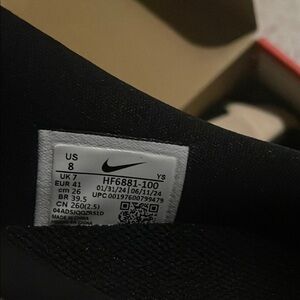 US
8
YS
UK 7
HF6881-100
EUR 41
01/31/24 06/11/24
cm 26
UPC 00197600799479
BR 39.5
CN 260(2.5)
MADE IN CHINA